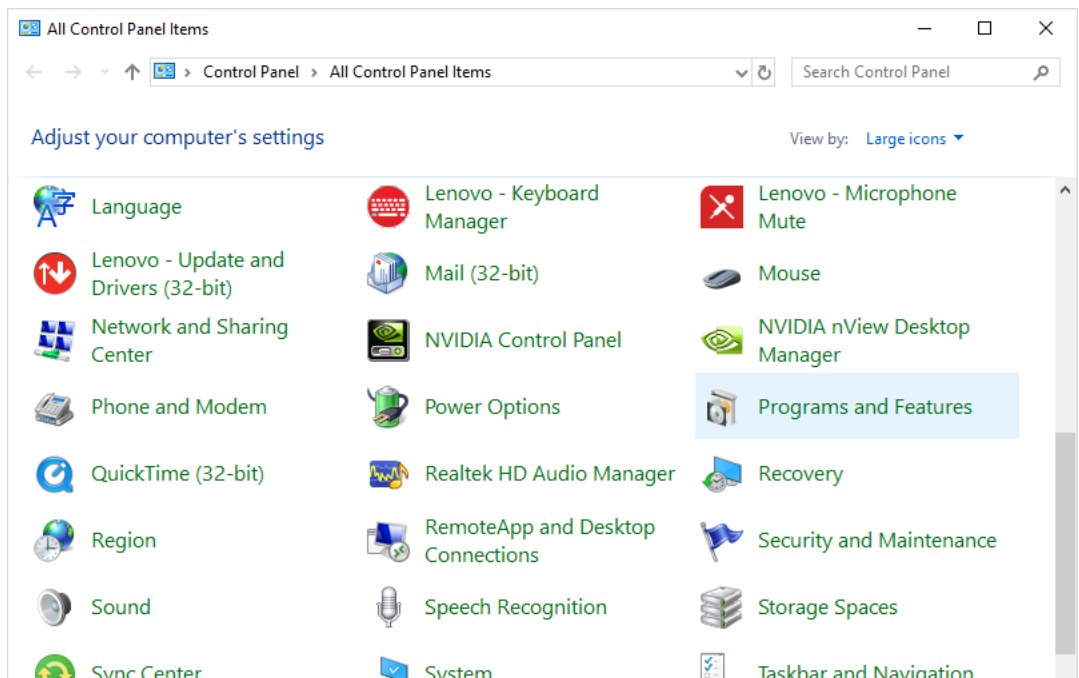 All Control Panel Items
Control Panel > All Control Panel Items
Search Control Panel
Adjust your computer's settings
View by: Large icons
Language
Lenovo - Keyboard
Manager
Lenovo - Microphone
Mute
Lenovo - Update and
Drivers (32-bit)
Mail (32-bit)
Mouse
Network and Sharing
Center
NVIDIA Control Panel
NVIDIA nView Desktop
Manager
Phone and Modem
Power Options
Programs and Features
QuickTime (32-bit)
Realtek HD Audio Manager
Recovery
Region
RemoteApp and Desktop
Connections
Security and Maintenance
Sound
Speech Recognition
Storage Spaces
Sync Center
System
Taskbar and Navigation